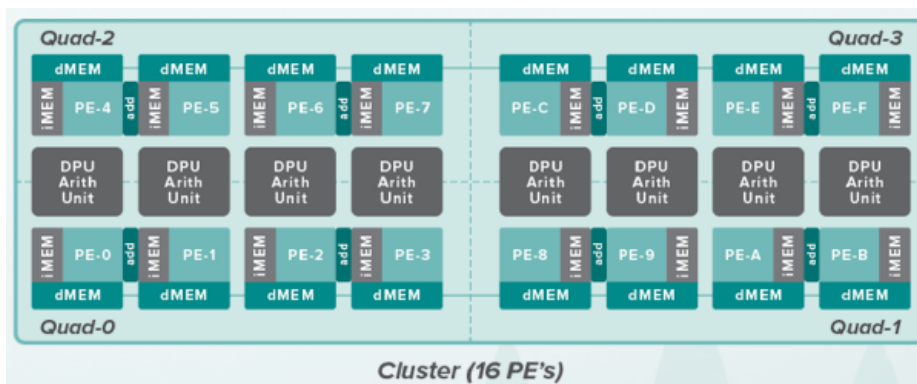 Quad-2 Quad-3
dMEM dMEM dMEM dMEM dMEM dMEM dMEM dMEM
iMEM PE-4 add iMEM PE-5 iMEM PE-6 add iMEM PE-7 PE-C iMEM add PE-D iMEM PE-E iMEM add PE-F iMEM
DPU DPU DPU DPU DPU DPU DPU DPU
Arith Arith Arith Arith Arith Arith Arith Arith
Unit Unit Unit Unit Unit Unit Unit Unit
iMEM PE-0 add iMEM PE-1 iMEM PE-2 add iMEM PE-3 PE-8 iMEM add PE-9 iMEM PE-A iMEM add PE-B iMEM
dMEM dMEM dMEM dMEM dMEM dMEM dMEM dMEM
Quad-0 Quad-1
Cluster (16 PE's)